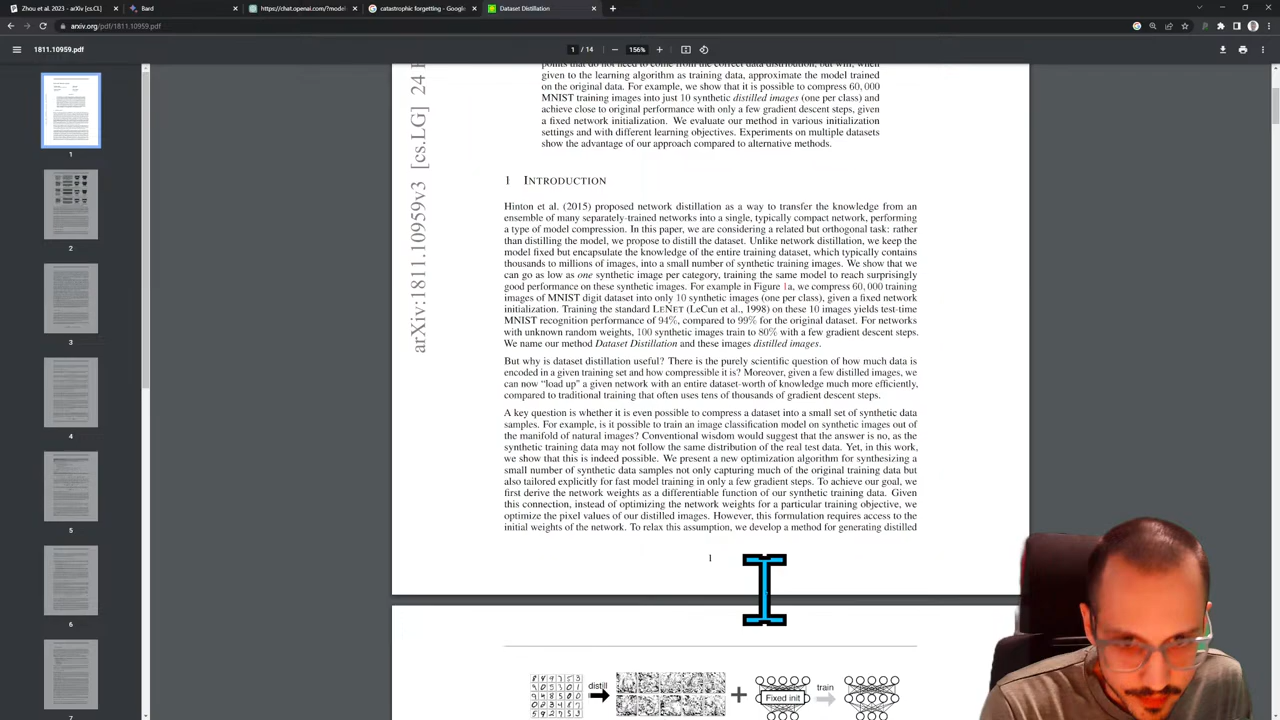 Zhou et al. 2023 - arXiv [cs.CL]
Bard
https://chat.openai.com/?model
catastrophic forgetting - Google
Dataset Distillation
arxiv.org/pdf/1811.10959.pdf
1811.10959.pdf
1 / 14
156%
1
2
3
4
5
6
7
arXiv:1811.10959v3 [cs.LG] 24
points that do not need to come from the correct data distribution, but will, when
given to the learning algorithm as training data, approximate the model trained
on the original data. For example, we show that it is possible to compress 60,000
MNIST training images into just 10 synthetic distilled images (one per class) and
achieve close to original performance with only a few gradient descent steps, given
a fixed network initialization. We evaluate our method in various initialization
settings and with different learning objectives. Experiments on multiple datasets
show the advantage of our approach compared to alternative methods.
1 INTRODUCTION
Hinton et al. (2015) proposed network distillation as a way to transfer the knowledge from an
ensemble of many separately-trained networks into a single, typically compact network, performing
a type of model compression. In this paper, we are considering a related but orthogonal task: rather
than distilling the model, we propose to distill the dataset. Unlike network distillation, we keep the
model fixed but encapsulate the knowledge of the entire training dataset, which typically contains
thousands to millions of images, into a small number of synthetic training images. We show that we
can go as low as one synthetic image per category, training the same model to reach surprisingly
good performance on these synthetic images. For example in Figure 1a, we compress 60,000 training
images of MNIST digit dataset into only 10 synthetic images (one per class), given a fixed network
initialization. Training the standard LENET (LeCun et al., 1998) on these 10 images yields test-time
MNIST recognition performance of 94%, compared to 99% for the original dataset. For networks
with unknown random weights, 100 synthetic images train to 80% with a few gradient descent steps.
We name our method Dataset Distillation and these images distilled images.
But why is dataset distillation useful? There is the purely scientific question of how much data is
encoded in a given training set and how compressible it is? Moreover, given a few distilled images, we
can now “load up” a given network with an entire dataset-worth of knowledge much more efficiently,
compared to traditional training that often uses tens of thousands of gradient descent steps.
A key question is whether it is even possible to compress a dataset into a small set of synthetic data
samples. For example, is it possible to train an image classification model on synthetic images out of
the manifold of natural images? Conventional wisdom would suggest that the answer is no, as the
synthetic training data may not follow the same distribution of the real test data. Yet, in this work,
we show that this is indeed possible. We present a new optimization algorithm for synthesizing a
small number of synthetic data samples not only capturing much of the original training data but
also tailored explicitly for fast model training in only a few gradient steps. To achieve our goal, we
first derive the network weights as a differentiable function of our synthetic training data. Given
this connection, instead of optimizing the network weights for a particular training objective, we
optimize the pixel values of our distilled images. However, this formulation requires access to the
initial weights of the network. To relax this assumption, we develop a method for generating distilled
1
distill
Fixed init
train